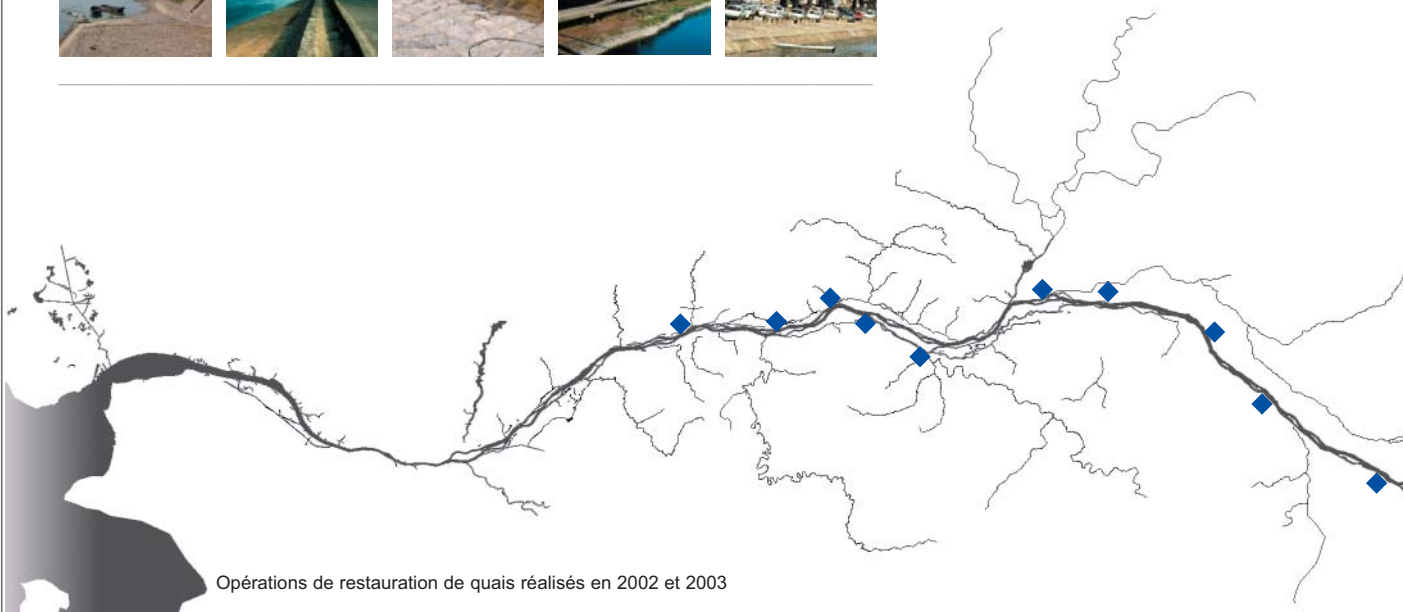 Opérations de restauration de quais réalisés en 2002 et 2003